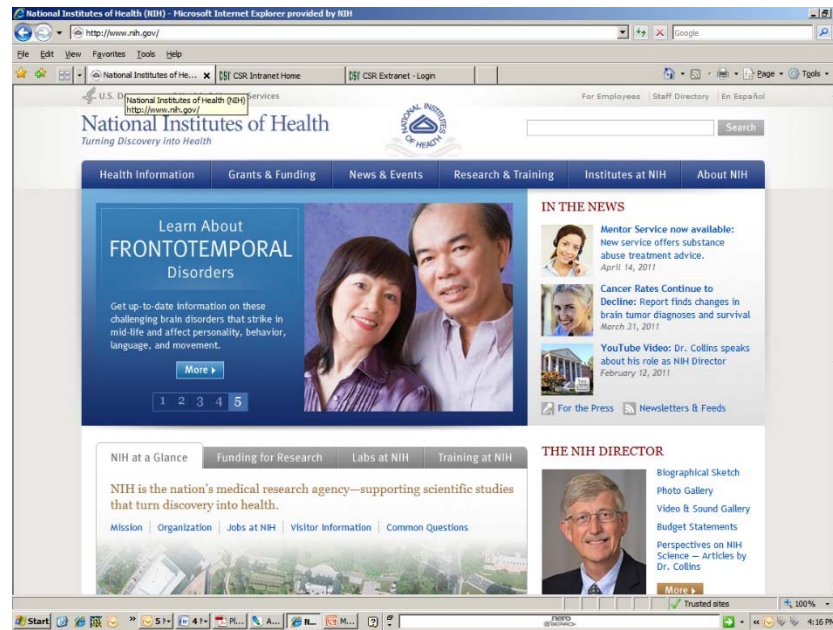 National Institutes of Health (NIH) - Microsoft Internet Explorer provided by NIH
http://www.nih.gov/
Google
File Edit View Favorites Tools Help
National Institutes of He... CSR CSR Intranet Home CSR CSR Extranet - Login
Page Tools
U.S. D Services
National Institutes of Health (NIH)
http://www.nih.gov/
For Employees Staff Directory En Español
National Institutes of Health
Turning Discovery into Health
NATIONAL INSTITUTES OF HEALTH
Search
Health Information Grants & Funding News & Events Research & Training Institutes at NIH About NIH
Learn About
FRONTOTEMPORAL
Disorders
Get up-to-date information on these
challenging brain disorders that strike in
mid-life and affect personality, behavior,
language, and movement.
More
1 2 3 4 5
IN THE NEWS
Mentor Service now available:
New service offers substance
abuse treatment advice.
April 14, 2011
Cancer Rates Continue to
Decline: Report finds changes in
brain tumor diagnoses and survival
March 31, 2011
YouTube Video: Dr. Collins speaks
about his role as NIH Director
February 12, 2011
For the Press Newsletters & Feeds
NIH at a Glance Funding for Research Labs at NIH Training at NIH
NIH is the nation's medical research agency—supporting scientific studies
that turn discovery into health.
Mission Organization Jobs at NIH Visitor Information Common Questions
THE NIH DIRECTOR
Biographical Sketch
Photo Gallery
Video & Sound Gallery
Budget Statements
Perspectives on NIH
Science — Articles by
Dr. Collins
More
Trusted sites 100%
Start Pl... A... N... M... nero 4:16 PM